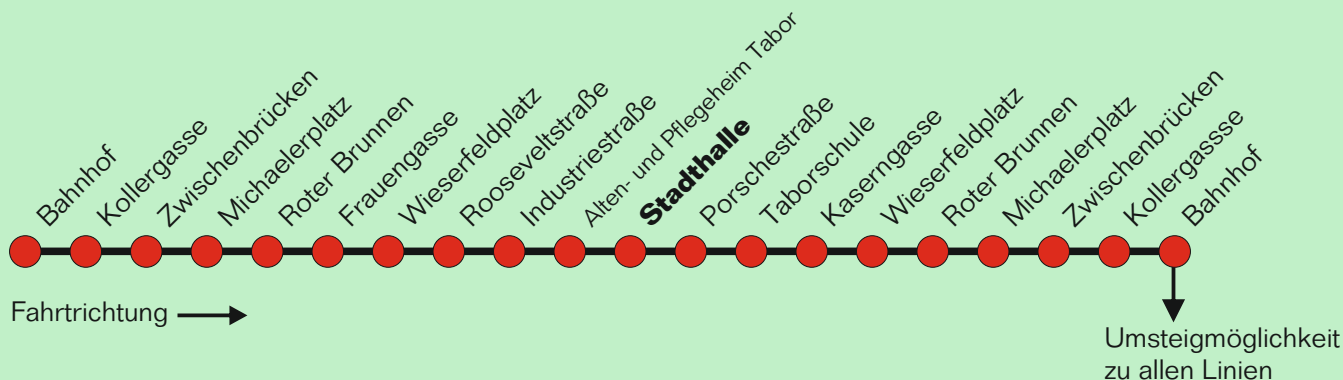 Bahnhof
Kollergasse
Zwischenbrücken
Michaelerplatz
Roter Brunnen
Frauengasse
Wieserfeldplatz
Rooseveltstraße
Industriestraße
Alten- und Pflegeheim Tabor
Stadthalle
Porschestraße
Taborschule
Kaserngasse
Wieserfeldplatz
Roter Brunnen
Michaelerplatz
Zwischenbrücken
Kollergasse
Bahnhof
Fahrtrichtung
Umsteigmöglichkeit
zu allen Linien